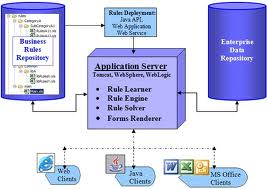 Rules Deployment:
Java API,
Web Application
Web Service
Business
Rules
Repository
Enterprise
Data
Repository
Application Server
Tomcat, WebSphere, WebLogic
• Rule Learner
• Rule Engine
• Rule Solver
• Forms Renderer
Web
Clients
Java
Clients
MS Office
Clients